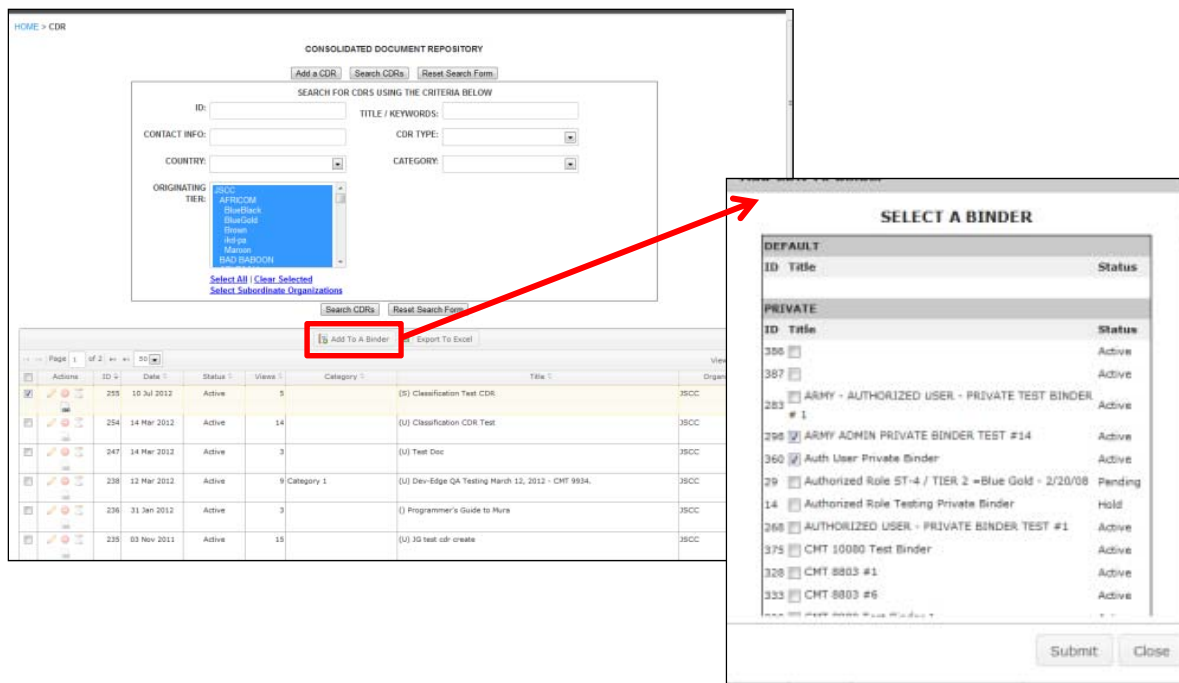 HOME > CDR
CONSOLIDATED DOCUMENT REPOSITORY
Add a CDR Search CDRs Reset Search Form
SEARCH FOR CDRS USING THE CRITERIA BELOW
ID: TITLE / KEYWORDS:
CONTACT INFO: CDR TYPE:
COUNTRY: CATEGORY:
ORIGINATING TIER:
JSCC
AFRICOM
BlueBlack
BlueGold
Brown
ikd-pa
Maroon
BAD BABOON
Select All | Clear Selected
Select Subordinate Organizations
Search CDRs Reset Search Form
Add To A Binder Export To Excel
Page 1 of 2 50 View
Actions ID Date Status Views Category Title Organ
255 10 Jul 2012 Active 5 (S) Classification Test CDR JSCC
254 14 Mar 2012 Active 14 (U) Classification CDR Test JSCC
247 14 Mar 2012 Active 3 (U) Test Doc JSCC
238 12 Mar 2012 Active 9 Category 1 (U) Dev-Edge QA Testing March 12, 2012 - CMT 9934. JSCC
236 31 Jan 2012 Active 3 () Programmer's Guide to Mura JSCC
235 03 Nov 2011 Active 15 (U) JG test cdr create JSCC
SELECT A BINDER
DEFAULT
ID Title Status
PRIVATE
ID Title Status
386 Active
387 Active
283 ARMY - AUTHORIZED USER - PRIVATE TEST BINDER # 1 Active
298 ARMY ADMIN PRIVATE BINDER TEST #14 Active
360 Auth User Private Binder Active
29 Authorized Role ST-4 / TIER 2 =Blue Gold - 2/20/08 Pending
14 Authorized Role Testing Private Binder Hold
268 AUTHORIZED USER - PRIVATE BINDER TEST #1 Active
375 CMT 10080 Test Binder Active
328 CMT 8803 #1 Active
333 CMT 8803 #6 Active
Submit Close